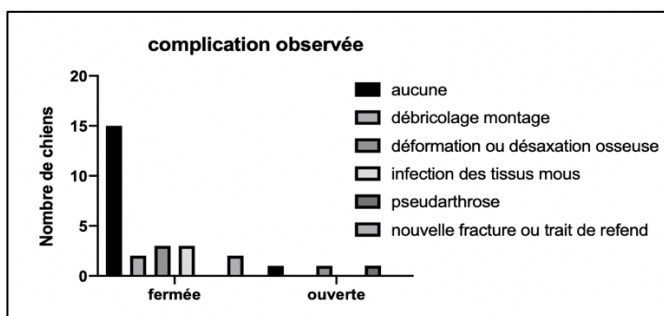 complication observée
20
15
10
5
0
Nombre de chiens
fermée
ouverte
aucune
débricolage montage
déformation ou désaxation osseuse
infection des tissus mous
pseudarthrose
nouvelle fracture ou trait de refend